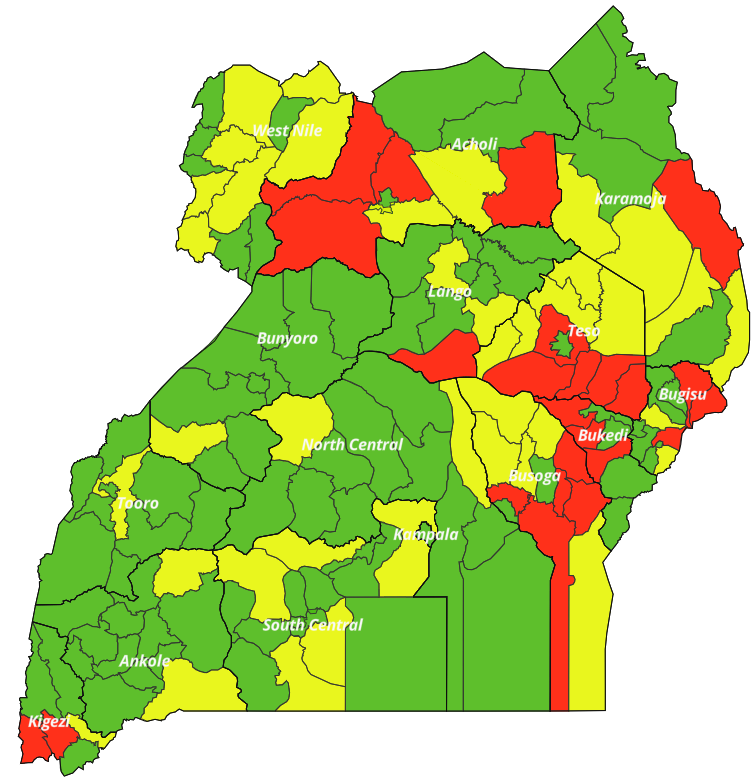 West Nile
Acholi
Karamoja
Lango
Teso
Bunyoro
Bugisu
Bukedi
North Central
Busoga
Tooro
Kampala
South Central
Ankole
Kigezi